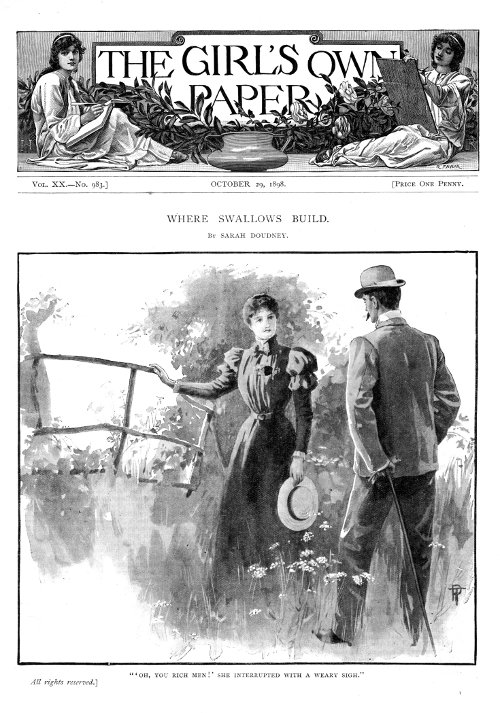 THE GIRL'S OWN
PAPER
VOL. XX.—NO. 983.] OCTOBER 29, 1898. [PRICE ONE PENNY.
WHERE SWALLOWS BUILD.
BY SARAH DOUDNEY.
"'OH, YOU RICH MEN!' SHE INTERRUPTED WITH A WEARY SIGH."
All rights reserved.]